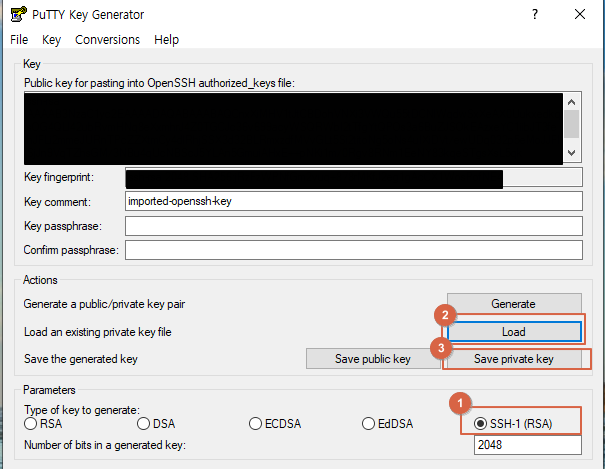 PuTTY Key Generator
File Key Conversions Help
Key
Public key for pasting into OpenSSH authorized_keys file:
Key fingerprint:
Key comment: imported-openssh-key
Key passphrase:
Confirm passphrase:
Actions
Generate a public/private key pair Generate
2
Load an existing private key file Load
3
Save the generated key Save public key Save private key
Parameters
1
Type of key to generate:
RSA DSA ECDSA EdDSA SSH-1 (RSA)
Number of bits in a generated key: 2048